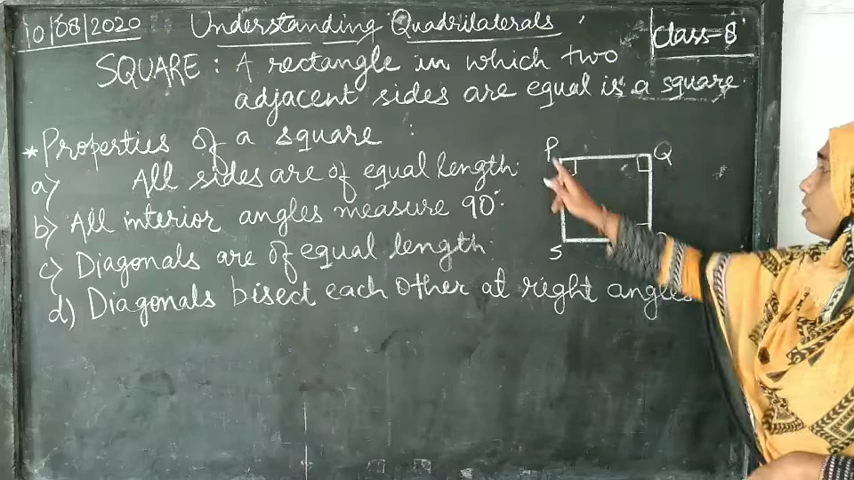 10/08/2020 Understanding Quadrilaterals Class-8
SQUARE : A rectangle in which two
adjacent sides are equal is a square.
* Properties of a square :
a) All sides are of equal length.
b) All interior angles measure 90°.
c) Diagonals are of equal length.
d) Diagonals bisect each other at right angles
P Q
S